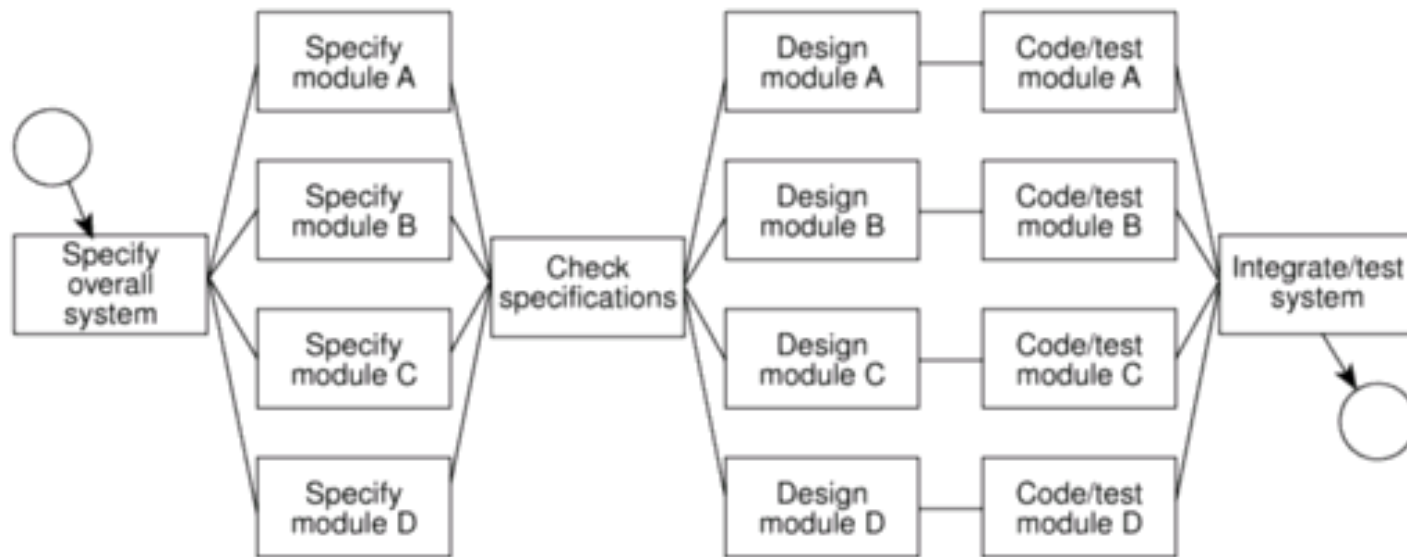 Specify
overall
system
Specify
module A
Specify
module B
Specify
module C
Specify
module D
Check
specifications
Design
module A
Design
module B
Design
module C
Design
module D
Code/test
module A
Code/test
module B
Code/test
module C
Code/test
module D
Integrate/test
system